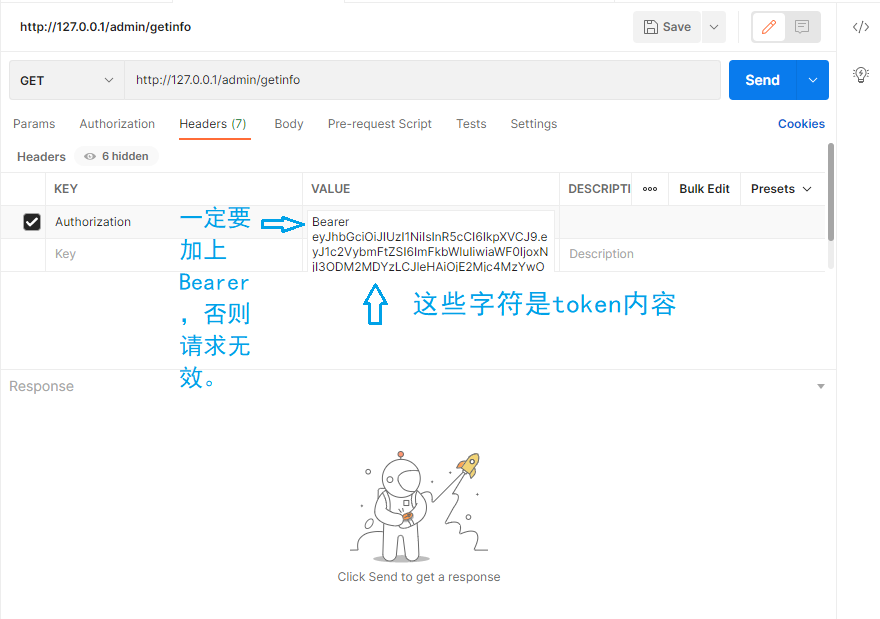 http://127.0.0.1/admin/getinfo
Save
GET
http://127.0.0.1/admin/getinfo
Send
Params Authorization Headers (7) Body Pre-request Script Tests Settings Cookies
Headers 6 hidden
KEY VALUE DESCRIPTI Bulk Edit Presets
Authorization
Bearer
eyJhbGciOiJIUzI1NiIsInR5cCI6IkpXVCJ9.e
yJ1c2VybmFtZSI6ImFkbWluIiwiaWF0IjoxN
jI3ODM2MDYzLCJleHAiOjE2Mjc4MzYwO
Key
Description
一定要
加上
Bearer
，否则
请求无
效。
这些字符是token内容
Response
Click Send to get a response